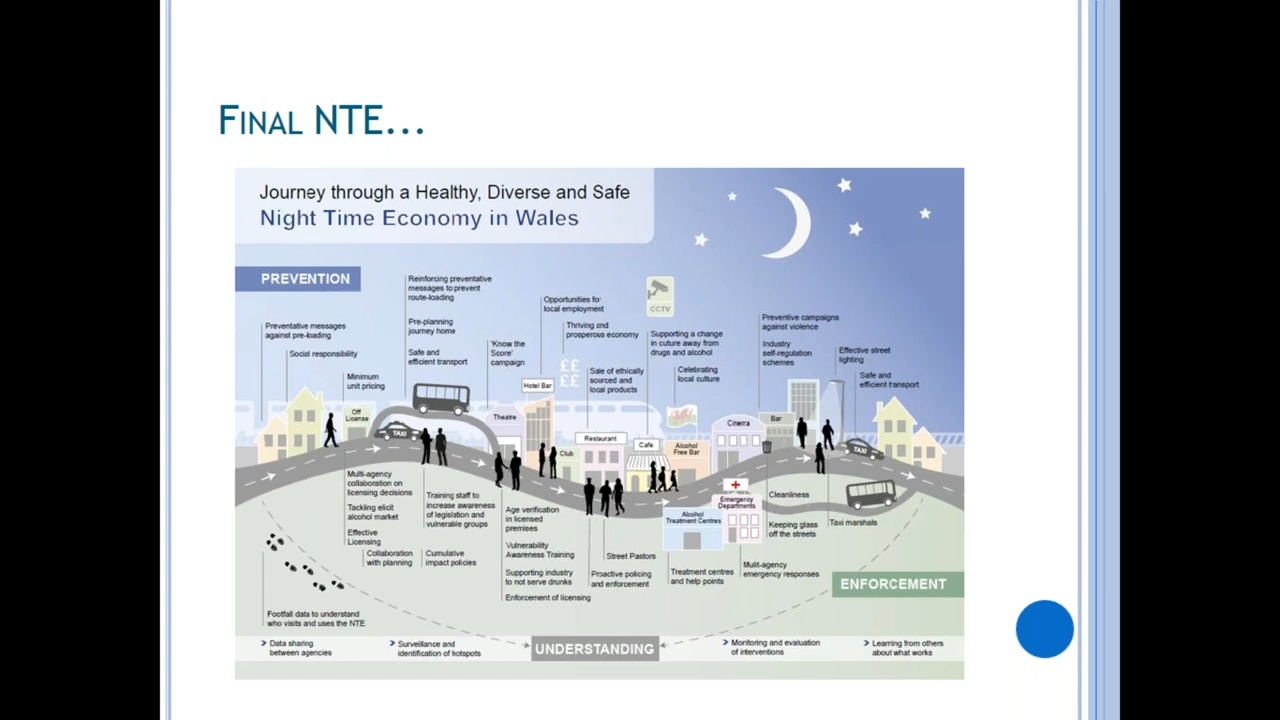 Final NTE...
Journey through a Healthy, Diverse and Safe
Night Time Economy in Wales
PREVENTION
Preventative messages
against pre-loading
Social responsibility
Minimum
unit pricing
Reinforcing preventative
messages to prevent
route-loading
Pre-planning
journey home
Safe and
efficient transport
'Know the
Score'
campaign
Opportunities for
local employment
Thriving and
prosperous economy
££
££
Sale of ethically
sourced and
local products
CCTV
Supporting a change
in cuture away from
drugs and alcohol
Celebrating
local culture
Preventive campaigns
against violence
Industry
self-regulation
schemes
Effective street
lighting
Safe and
efficient transport
Off
License
TAXI
Theatre
Hotel Bar
Club
Restaurant
Cafe
Alcohol
Free Bar
Cinema
Bar
TAXI
Emergency
Departments
Alcohol
Treatment Centres
Multi-agency
collaboration on
licensing decisions
Tackling elicit
alcohol market
Effective
Licensing
Collaboration
with planning
Training staff to
increase awareness
of legislation and
vulnerable groups
Cumulative
impact policies
Age verification
in licensed
premises
Vulnerability
Awareness Training
Supporting industry
to not serve drunks
Enforcement of licensing
Street Pastors
Proactive policing
and enforcement
Treatment centres
and help points
Mulit-agency
emergency responses
Cleanliness
Keeping glass
off the streets
Taxi marshals
ENFORCEMENT
Footfall data to understand
who visits and uses the NTE
Data sharing
between agencies
Surveillance and
identification of hotspots
UNDERSTANDING
Monitoring and evaluation
of interventions
Learning from others
about what works